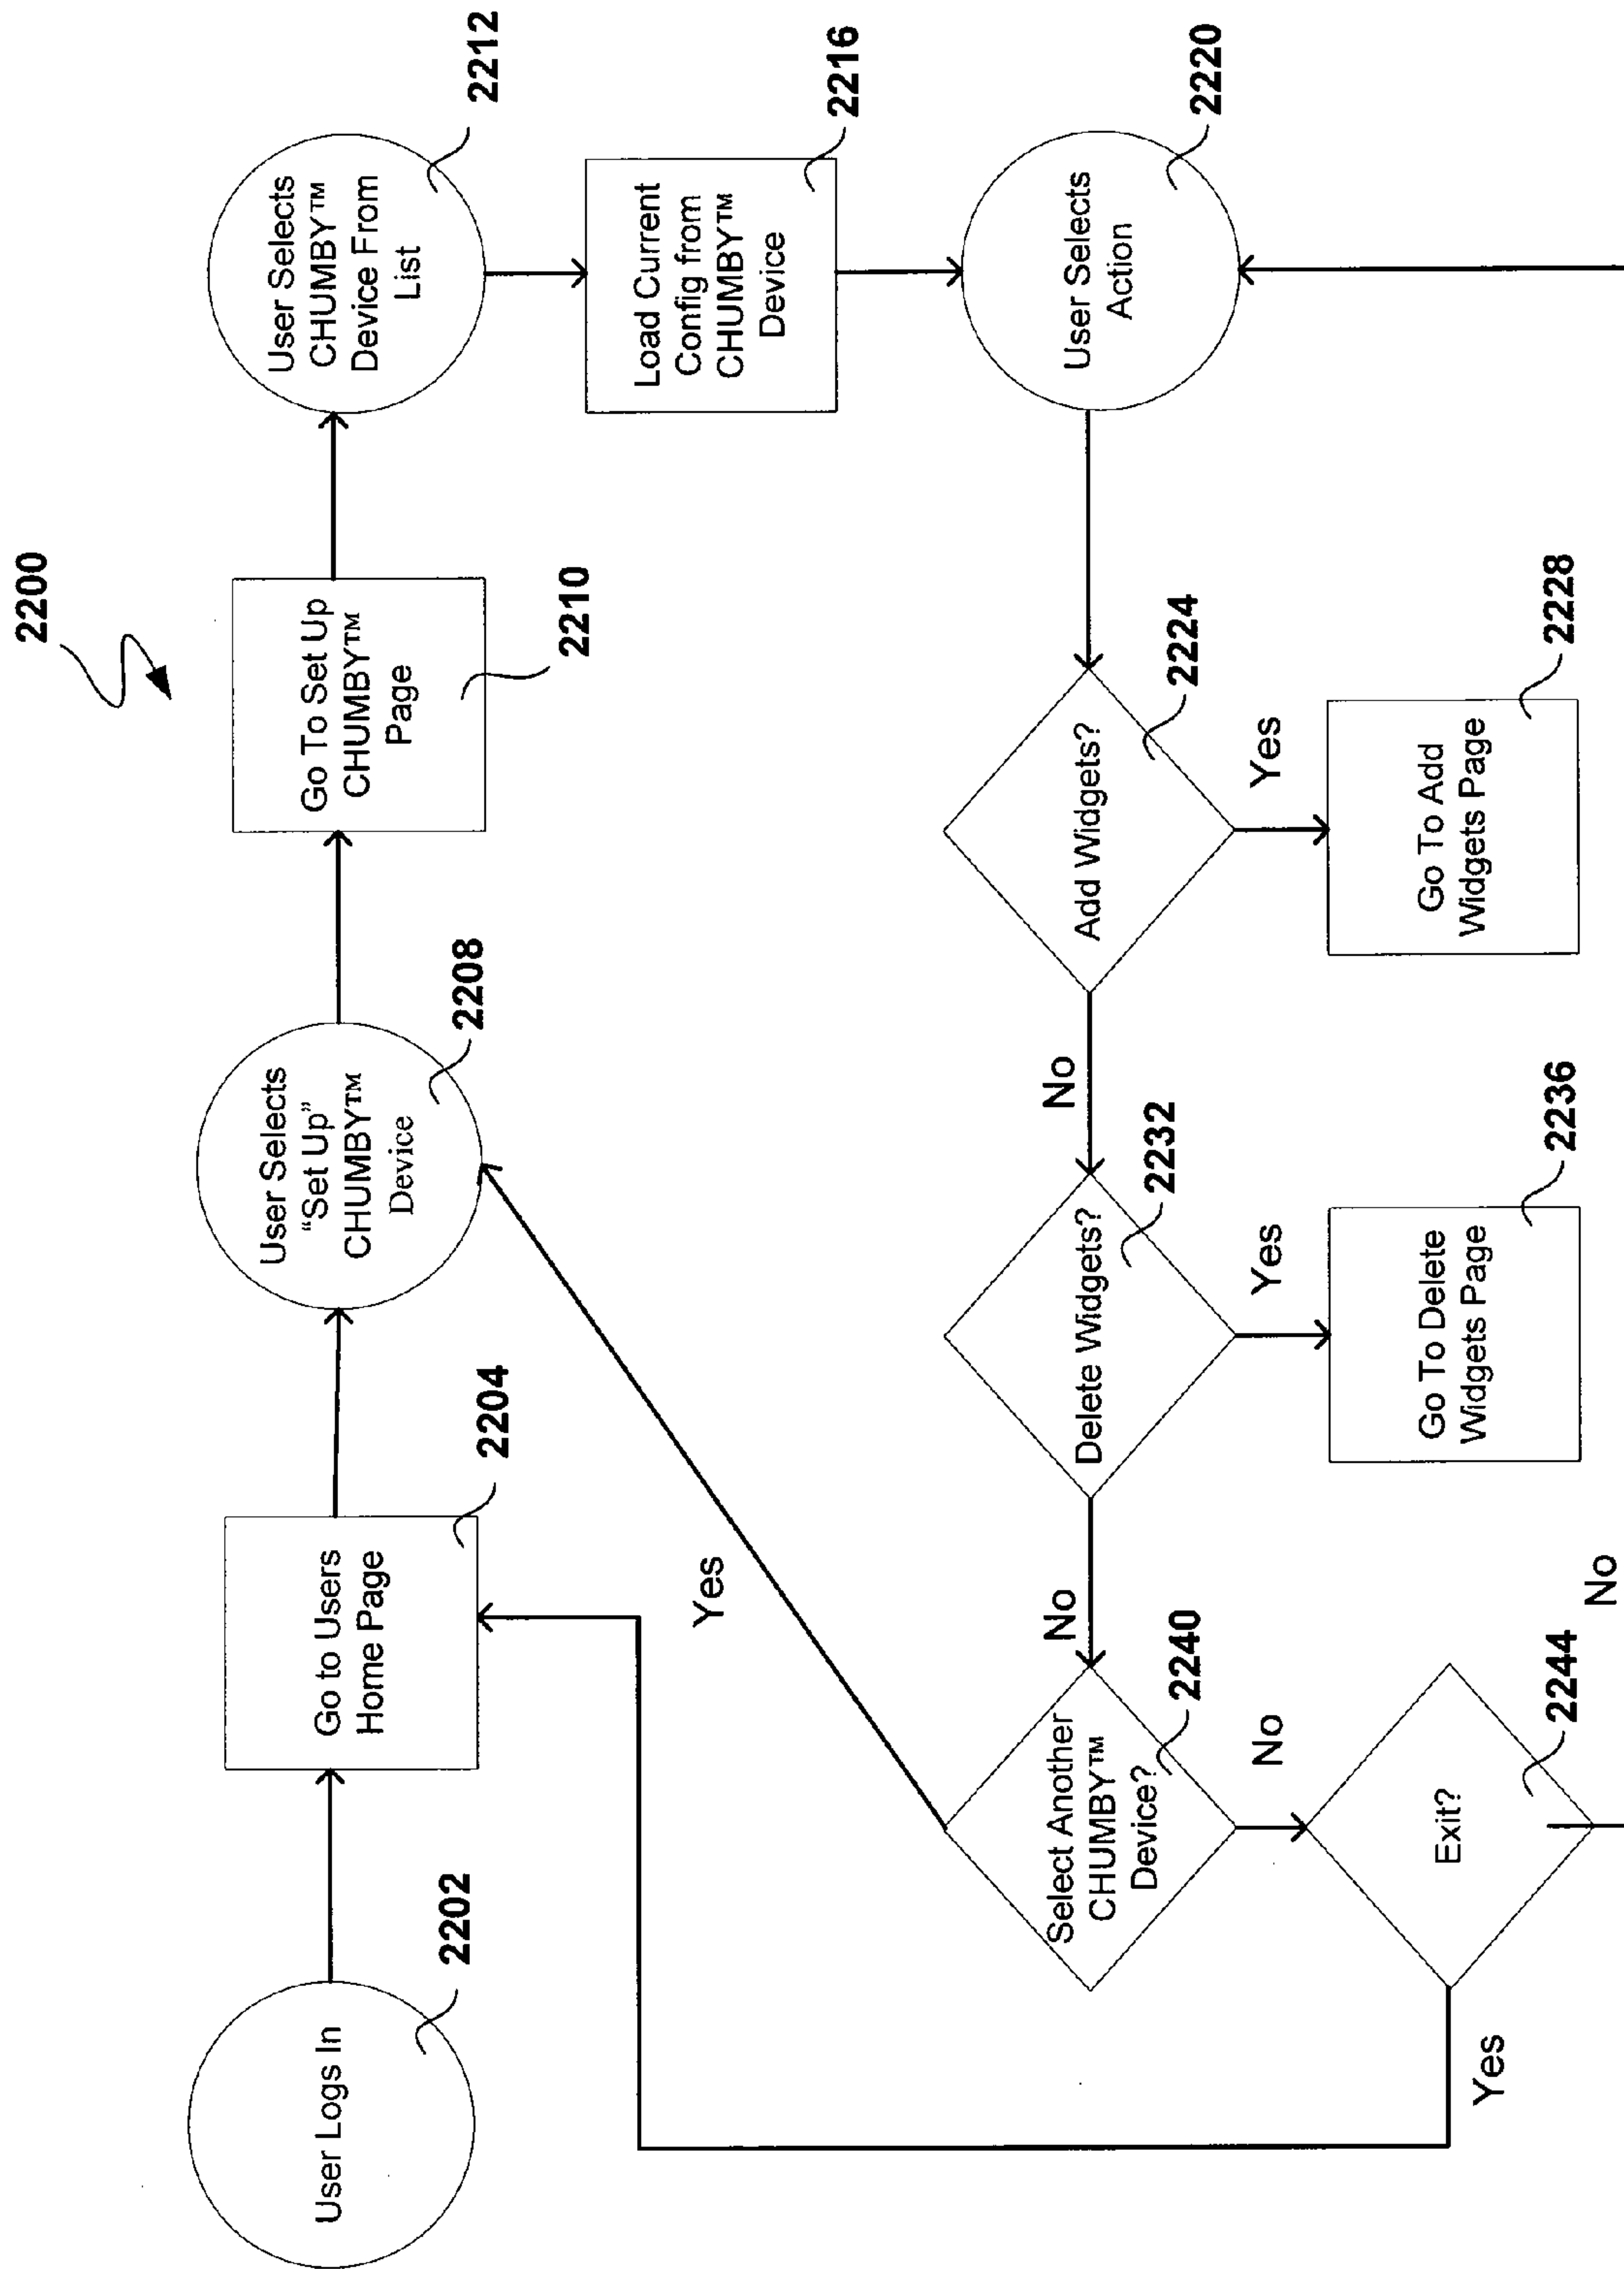 2200
User Logs In
2202
Go to Users
Home Page
2204
User Selects
“Set Up”
CHUMBY™
Device
2208
Go To Set Up
CHUMBY™
Page
2210
User Selects
CHUMBY™
Device From
List
2212
Load Current
Config from
CHUMBY™
Device
2216
User Selects
Action
2220
Add Widgets?
2224
Yes
Go To Add
Widgets Page
2228
No
Delete Widgets?
2232
Yes
Go To Delete
Widgets Page
2236
No
Select Another
CHUMBY™
Device?
2240
Yes
No
Exit?
2244
Yes
No